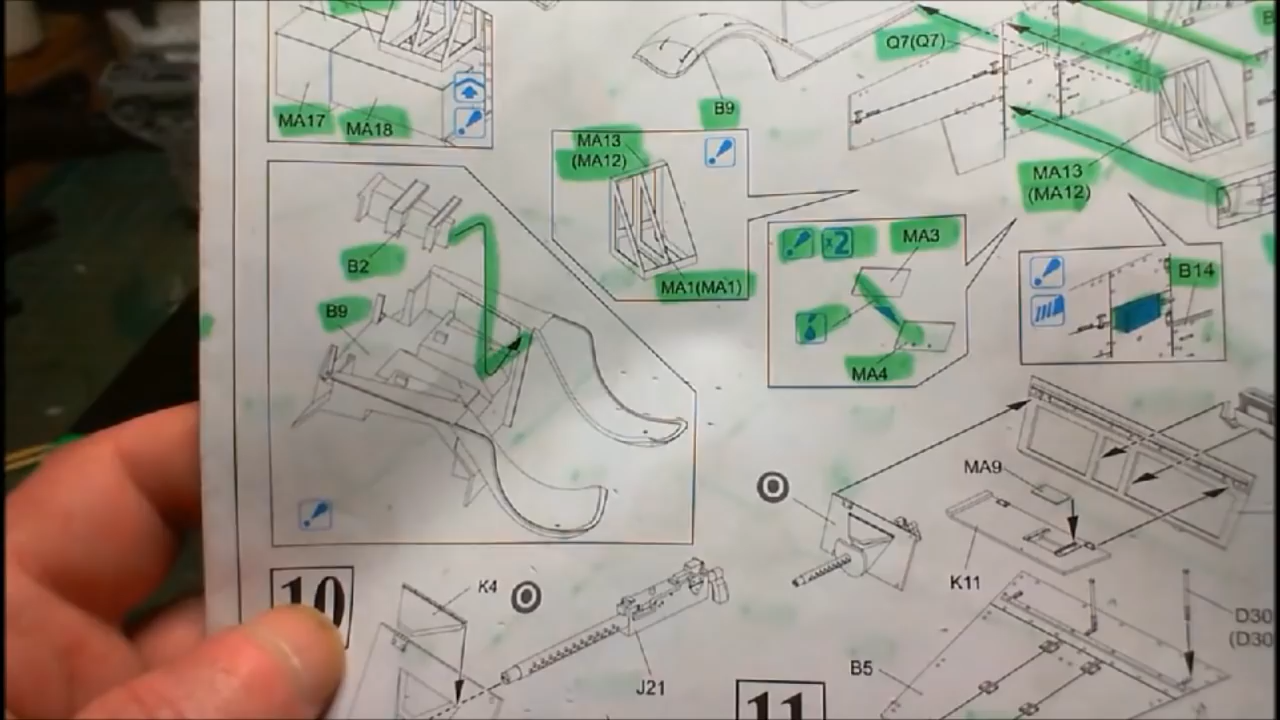 Q7(Q7)
MA17
MA18
B9
MA13
(MA12)
MA13
(MA12)
MA1(MA1)
x2
MA3
MA4
B14
B2
B9
MA9
K11
10
K4
J21
D30
(D30
B5
11